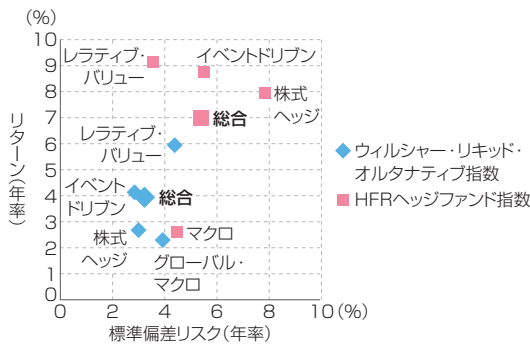 (%)
10
9
8
7
6
5
4
3
2
1
0
リターン(年率)
レラティブ・
バリュー
イベントドリブン
株式
ヘッジ
総合
レラティブ・
バリュー
イベント
ドリブン
総合
株式
ヘッジ
マクロ
グローバル・
マクロ
0 2 4 6 8 10(%)
標準偏差リスク(年率)
ウィルシャー・リキッド・
オルタナティブ指数
HFRヘッジファンド指数